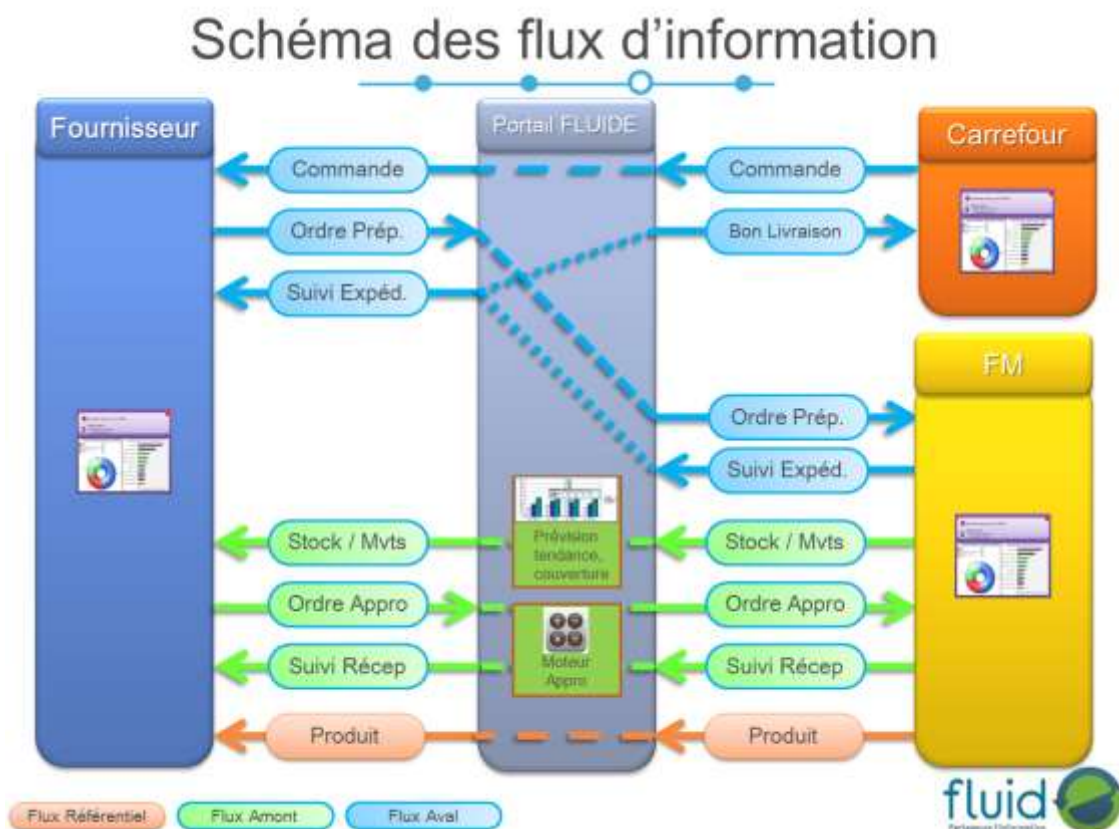 Schéma des flux d’information
Fournisseur
Portail FLUIDE
Carrefour
Commande
Commande
Ordre Prép.
Bon Livraison
Suivi Expéd.
FM
Ordre Prép.
Suivi Expéd.
Stock / Mvts
Prévision
tendance,
couverture
Stock / Mvts
Ordre Appro
Ordre Appro
Suivi Récep
Moteur
Appro
Suivi Récep
Produit
Produit
Flux Référentiel
Flux Amont
Flux Aval
fluid